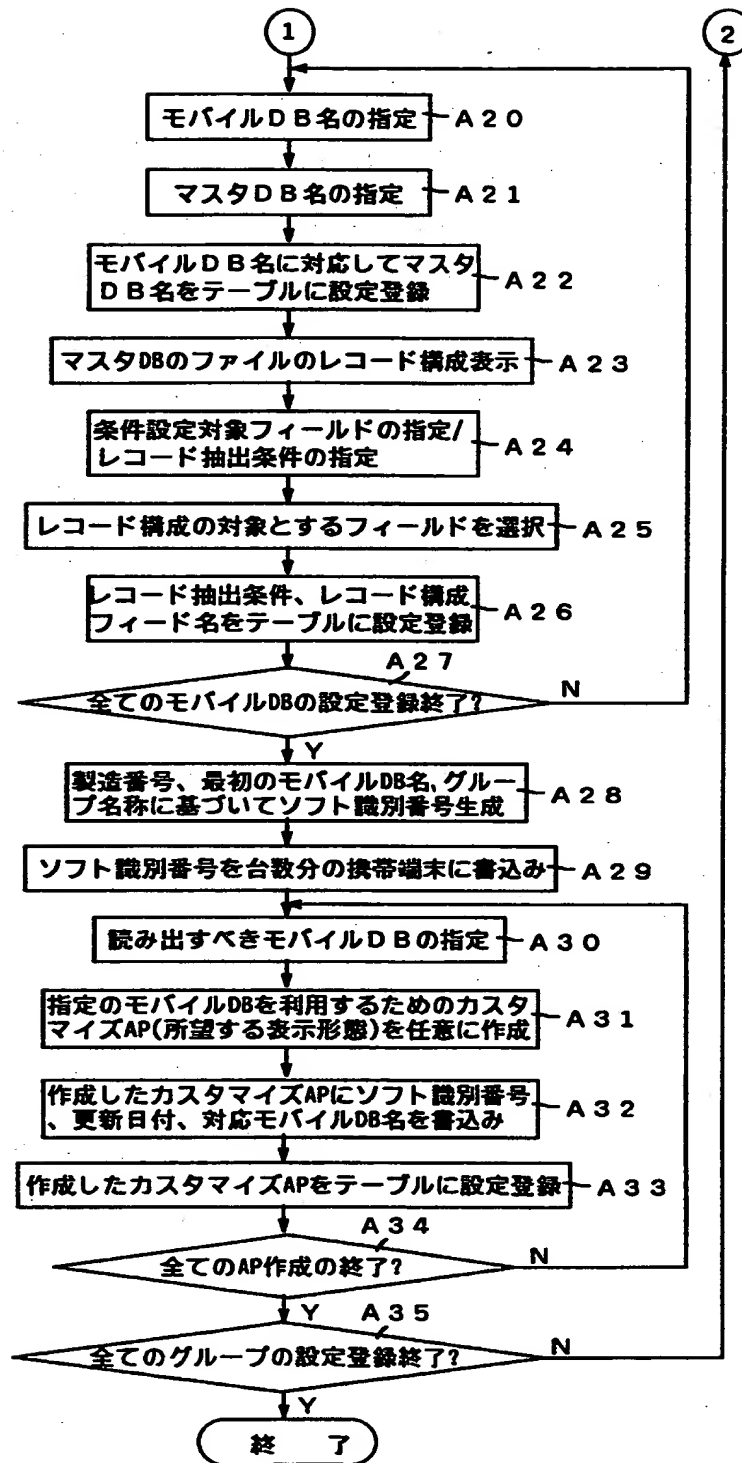 1
2
モバイルDB名の指定 A20
マスタDB名の指定 A21
モバイルDB名に対応してマスタ
DB名をテーブルに設定登録 A22
マスタDBのファイルのレコード構成表示 A23
条件設定対象フィールドの指定/
レコード抽出条件の指定 A24
レコード構成の対象とするフィールドを選択 A25
レコード抽出条件、レコード構成
フィード名をテーブルに設定登録 A26
A27
全てのモバイルDBの設定登録終了? N
Y
製造番号、最初のモバイルDB名、グルー
プ名称に基づいてソフト識別番号生成 A28
ソフト識別番号を台数分の携帯端末に書込み A29
読み出すべきモバイルDBの指定 A30
指定のモバイルDBを利用するためのカスタ
マイズAP(所望する表示形態)を任意に作成 A31
作成したカスタマイズAPにソフト識別番号
、更新日付、対応モバイルDB名を書込み A32
作成したカスタマイズAPをテーブルに設定登録 A33
A34
全てのAP作成の終了? N
Y A35
全てのグループの設定登録終了? N
Y
終 了